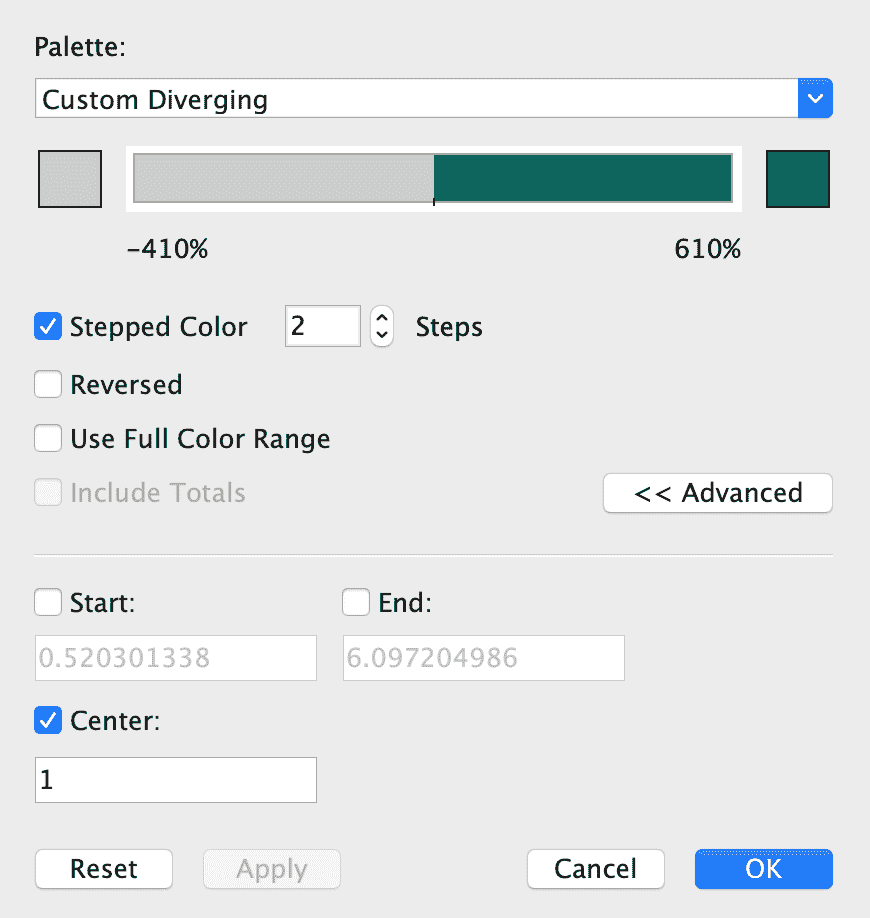 Palette:
Custom Diverging
-410% 610%
Stepped Color 2 Steps
Reversed
Use Full Color Range
Include Totals
<< Advanced
Start: End:
0.520301338 6.097204986
Center:
1
Reset Apply Cancel OK